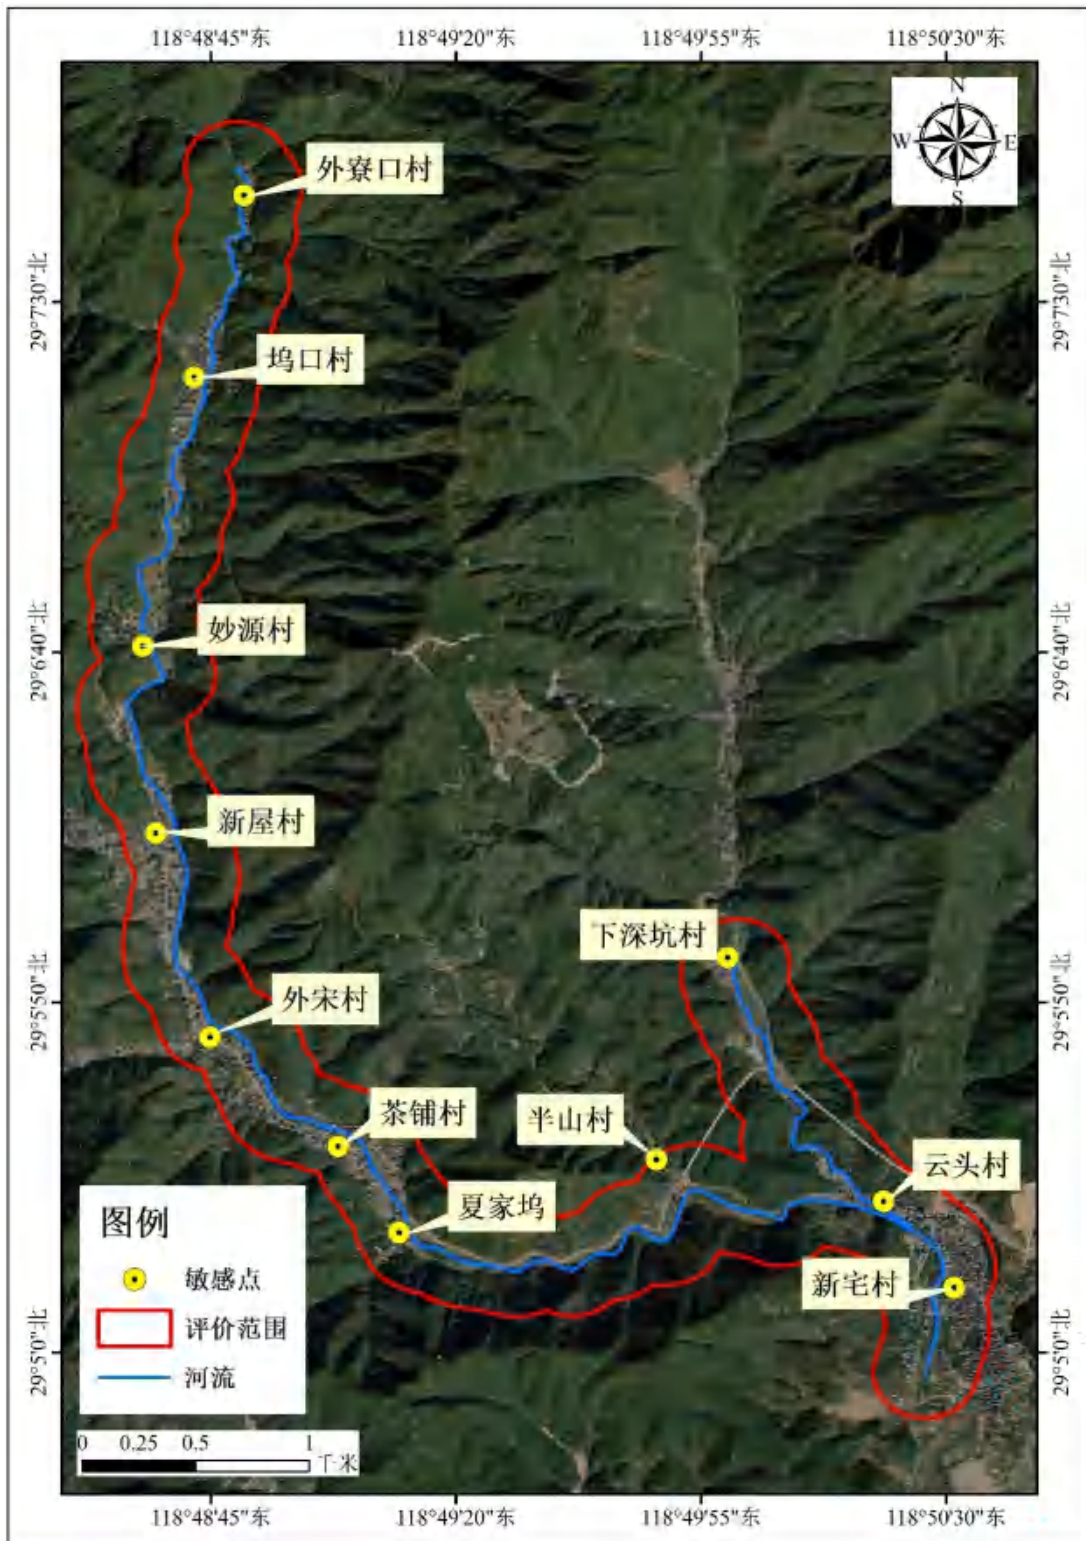 118°48'45"东
118°49'20"东
118°49'55"东
118°50'30"东
N
W
E
S
外寮口村
29°7'30"北
29°7'30"北
坞口村
妙源村
29°6'40"北
29°6'40"北
新屋村
下深坑村
外宋村
29°5'50"北
29°5'50"北
茶铺村
半山村
云头村
夏家坞
新宅村
图例
敏感点
评价范围
河流
29°5'0"北
29°5'0"北
0 0.25 0.5 1
千米
118°48'45"东
118°49'20"东
118°49'55"东
118°50'30"东